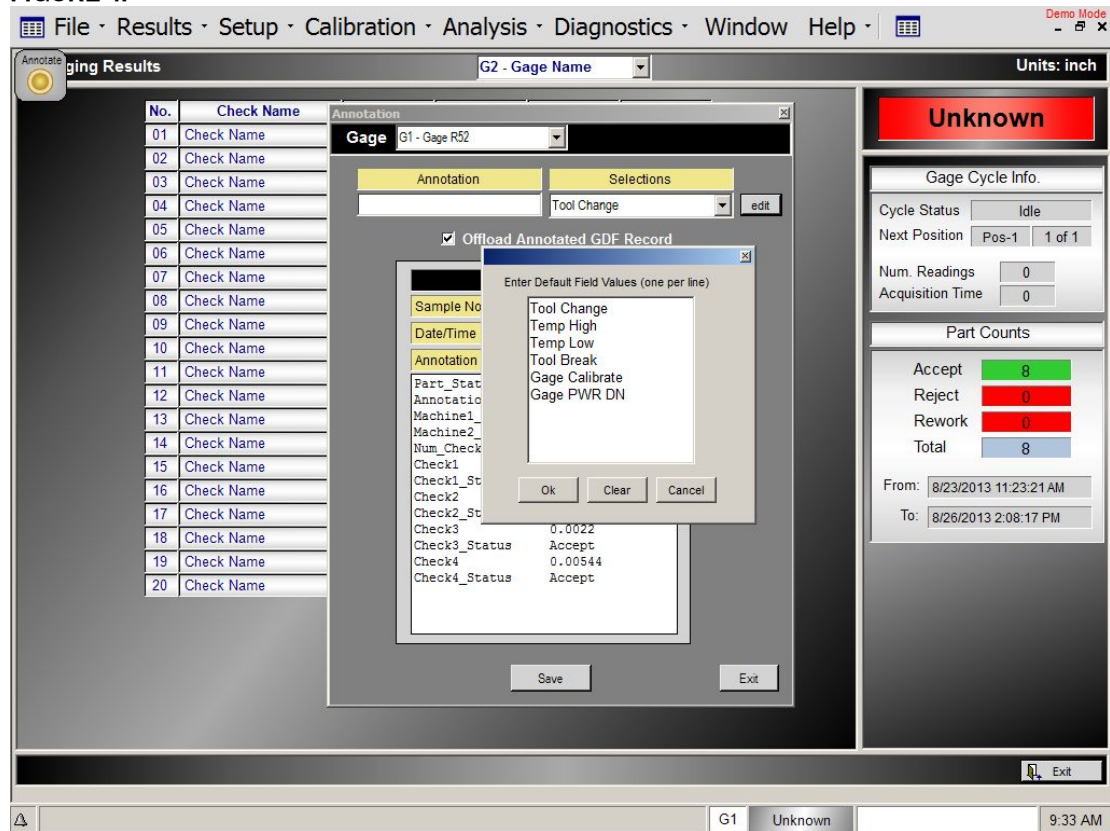 File Results Setup Calibration Analysis Diagnostics Window Help
Demo Mode
Annotate
ging Results
G2 - Gage Name
Units: inch
No. Check Name
01 Check Name
02 Check Name
03 Check Name
04 Check Name
05 Check Name
06 Check Name
07 Check Name
08 Check Name
09 Check Name
10 Check Name
11 Check Name
12 Check Name
13 Check Name
14 Check Name
15 Check Name
16 Check Name
17 Check Name
18 Check Name
19 Check Name
20 Check Name
Annotation
Gage G1 - Gage R52
Annotation Selections
Tool Change edit
Offload Annotated GDF Record
Sample No
Date/Time
Annotation
Part_Stat
Annotatio
Machine1_
Machine2_
Num_Check
Check1
Check1_St
Check2
Check2_St
Check3 0.0022
Check3_Status Accept
Check4 0.00544
Check4_Status Accept
Save Exit
Enter Default Field Values (one per line)
Tool Change
Temp High
Temp Low
Tool Break
Gage Calibrate
Gage PWR DN
Ok Clear Cancel
Unknown
Gage Cycle Info.
Cycle Status Idle
Next Position Pos-1 1 of 1
Num. Readings 0
Acquisition Time 0
Part Counts
Accept 8
Reject 0
Rework 0
Total 8
From: 8/23/2013 11:23:21 AM
To: 8/26/2013 2:08:17 PM
Exit
G1 Unknown 9:33 AM